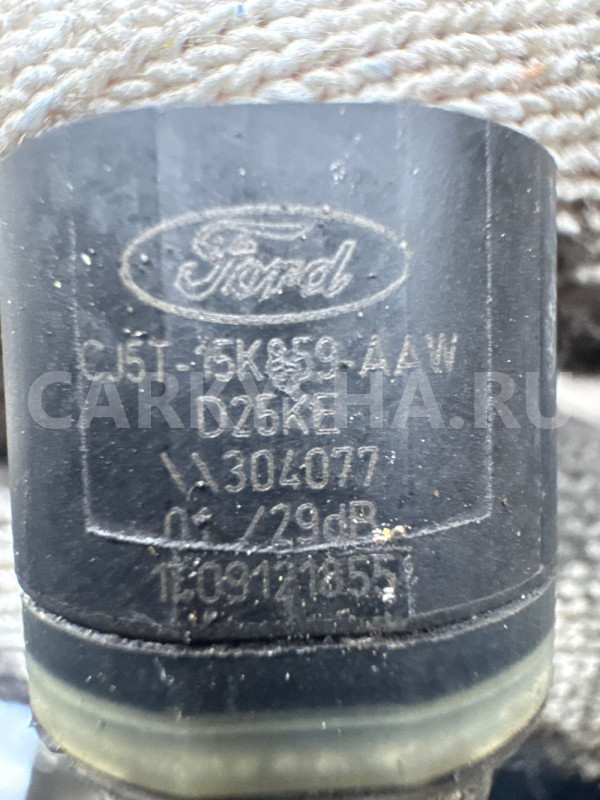 Ford
CJ5T-15K859-AAW
CARKUHA.RU
D25KE
\\304077
/29dB